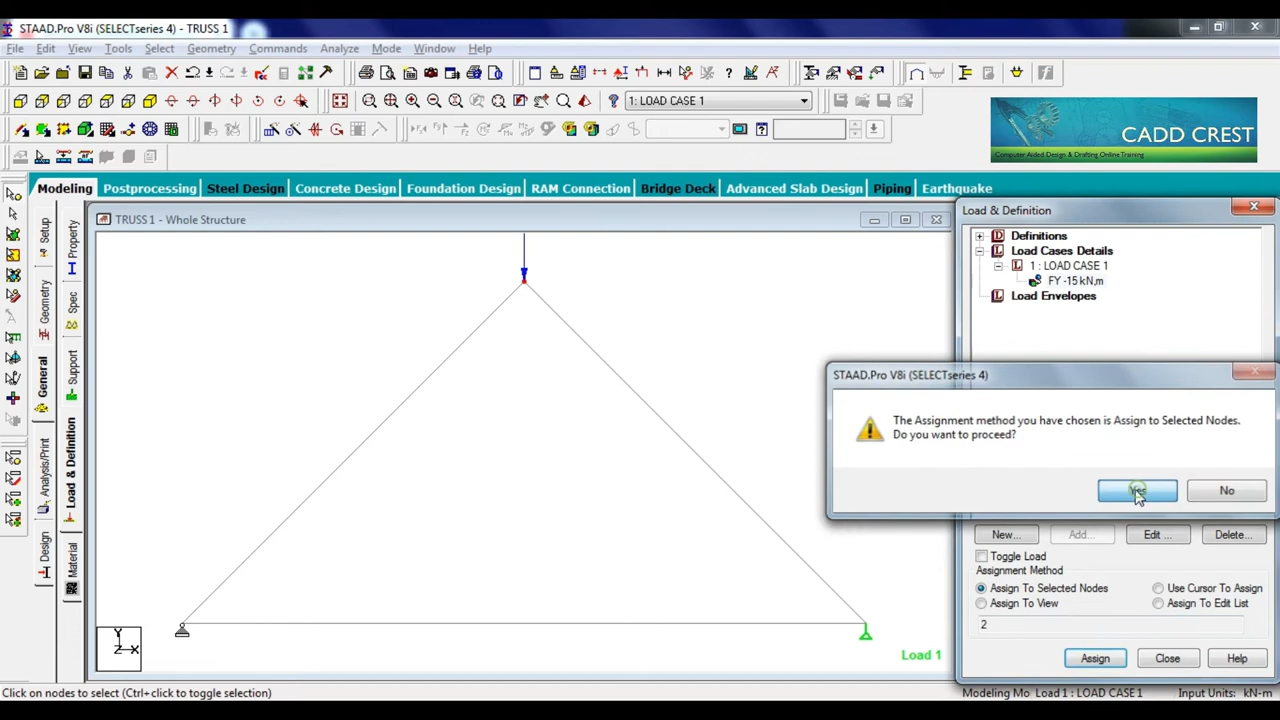 STAAD.Pro V8i (SELECTseries 4) - TRUSS 1
File Edit View Tools Select Geometry Commands Analyze Mode Window Help
1: LOAD CASE 1
CADD CREST
Computer Aided Design & Drafting Online Training
Modeling Postprocessing Steel Design Concrete Design Foundation Design RAM Connection Bridge Deck Advanced Slab Design Piping Earthquake
Setup
Geometry
General
Analysis/Print
Design
Property
Spec
Support
Load & Definition
Material
TRUSS 1 - Whole Structure
Load 1
Y
Z X
Load & Definition
Definitions
Load Cases Details
1 : LOAD CASE 1
FY -15 kN,m
Load Envelopes
STAAD.Pro V8i (SELECTseries 4)
The Assignment method you have chosen is Assign to Selected Nodes.
Do you want to proceed?
Yes No
New... Add... Edit ... Delete...
Toggle Load
Assignment Method
Assign To Selected Nodes Use Cursor To Assign
Assign To View Assign To Edit List
2
Assign Close Help
Click on nodes to select (Ctrl+click to toggle selection) Modeling Mo Load 1 : LOAD CASE 1 Input Units: kN-m